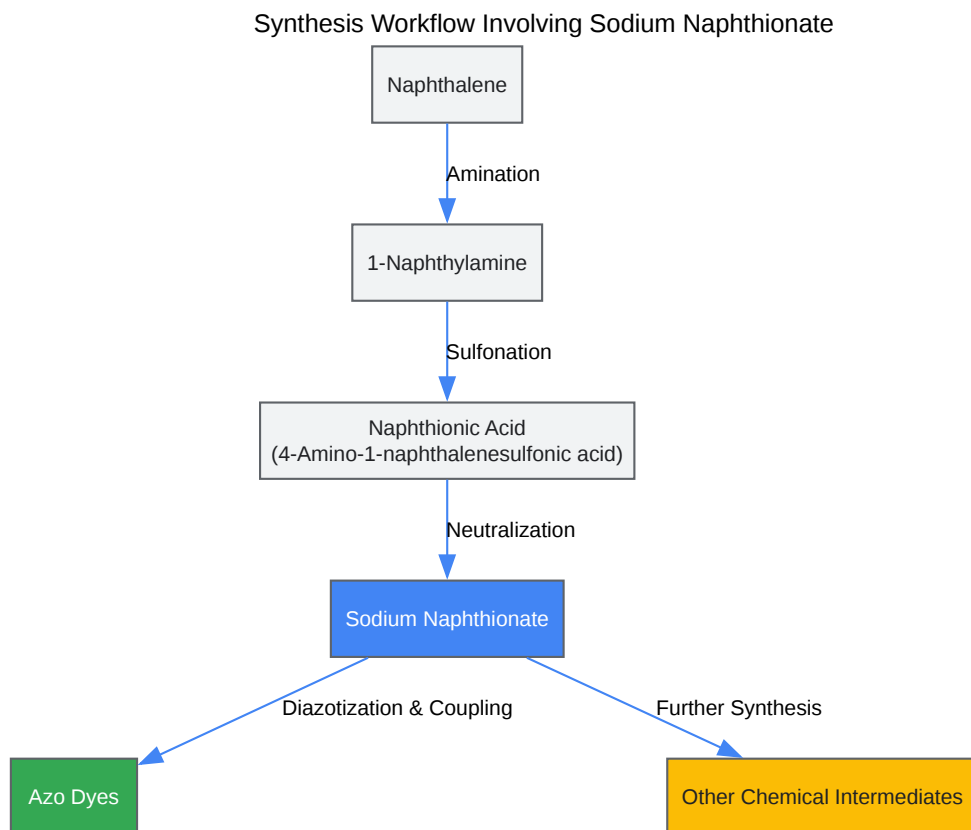 Synthesis Workflow Involving Sodium Naphthionate
Naphthalene
Amination
1-Naphthylamine
Sulfonation
Naphthionic Acid
(4-Amino-1-naphthalenesulfonic acid)
Neutralization
Sodium Naphthionate
Diazotization & Coupling
Further Synthesis
Azo Dyes
Other Chemical Intermediates